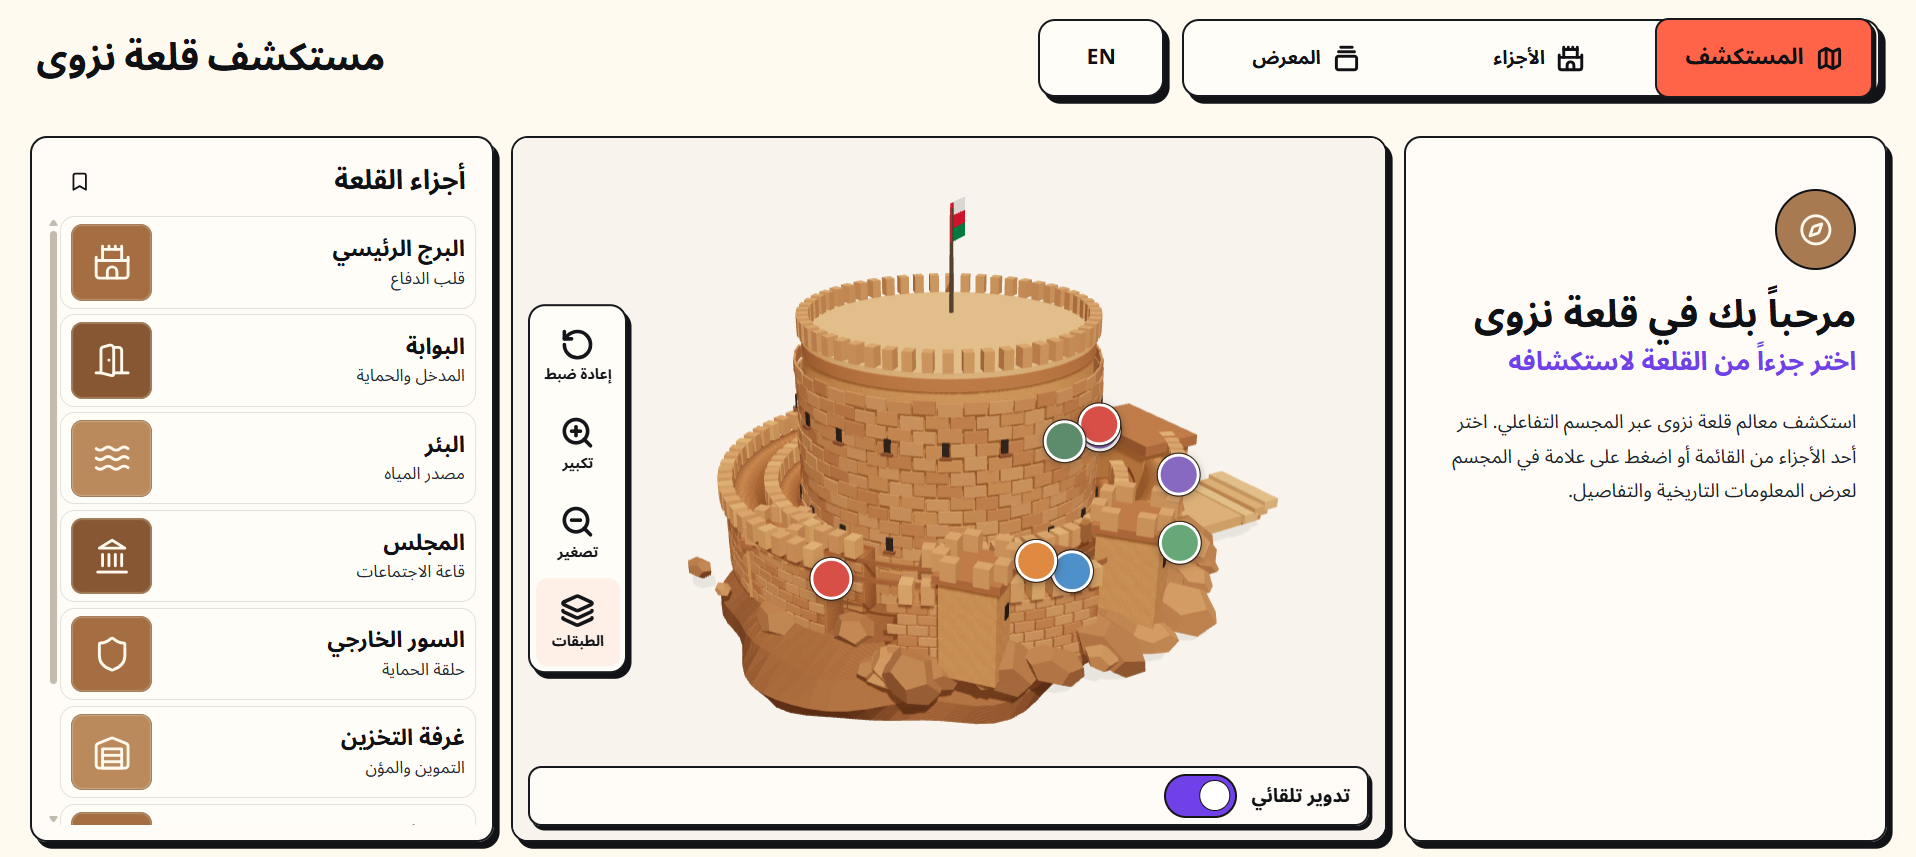 المستكشف
الأجزاء
المعرض
EN
مستكشف قلعة نزوى
مرحباً بك في قلعة نزوى
اختر جزءاً من القلعة لاستكشافه
استكشف معالم قلعة نزوى عبر المجسم التفاعلي. اختر
أحد الأجزاء من القائمة أو اضغط على علامة في المجسم
لعرض المعلومات التاريخية والتفاصيل.
إعادة ضبط
تكبير
تصغير
الطبقات
تدوير تلقائي
أجزاء القلعة
البرج الرئيسي
قلب الدفاع
البوابة
المدخل والحماية
البئر
مصدر المياه
المجلس
قاعة الاجتماعات
السور الخارجي
حلقة الحماية
غرفة التخزين
التموين والمؤن